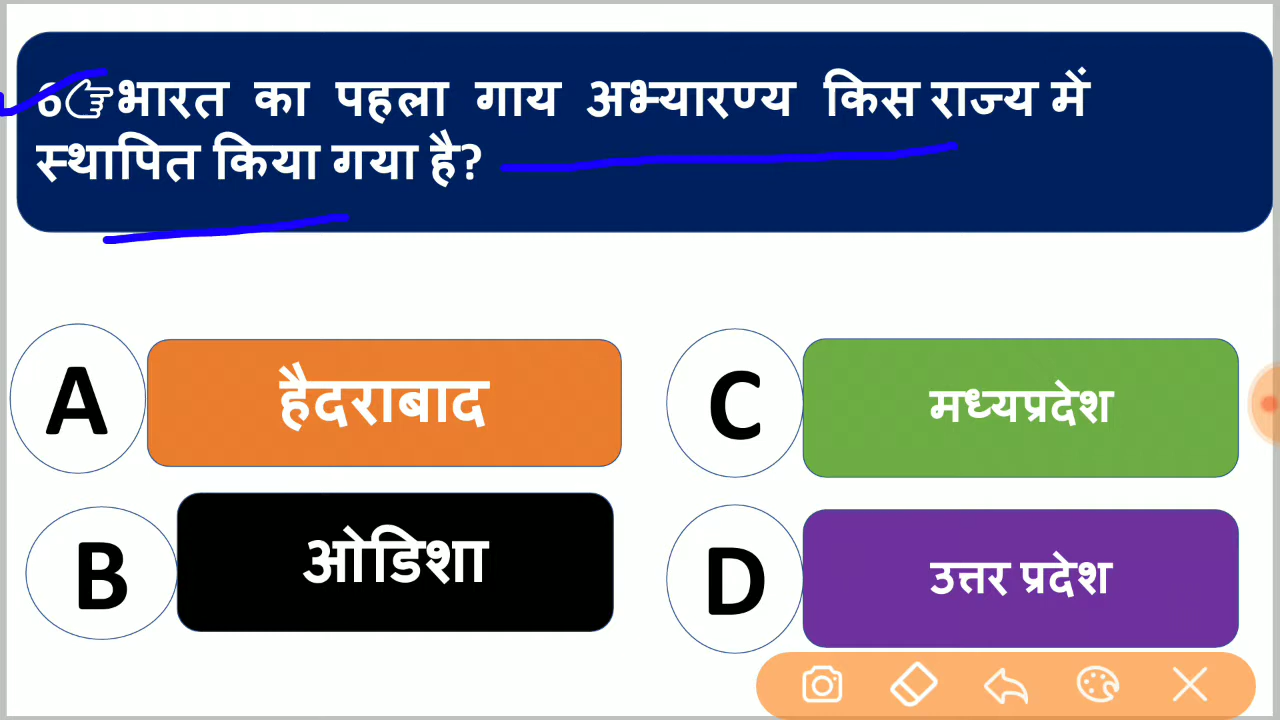 6👉भारत का पहला गाय अभ्यारण्य किस राज्य में
स्थापित किया गया है?
A हैदराबाद
B ओडिशा
C मध्यप्रदेश
D उत्तर प्रदेश